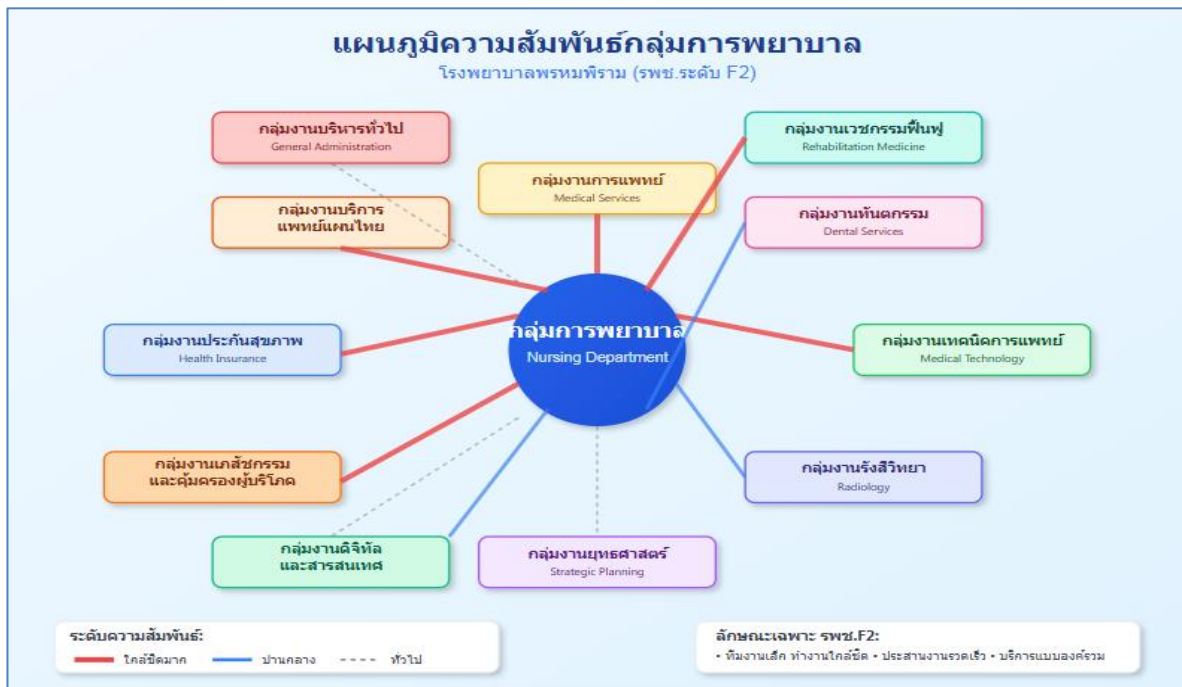 แผนภูมิความสัมพันธ์กลุ่มการพยาบาล
โรงพยาบาลพรหมพิราม (รพช.ระดับ F2)
กลุ่มงานบริหารทั่วไป
General Administration
กลุ่มงานเวชกรรมฟื้นฟู
Rehabilitation Medicine
กลุ่มงานการแพทย์
Medical Services
กลุ่มงานบริการ
แพทย์แผนไทย
กลุ่มงานทันตกรรม
Dental Services
กลุ่มงานประกันสุขภาพ
Health Insurance
กลุ่มการพยาบาล
Nursing Department
กลุ่มงานเทคนิคการแพทย์
Medical Technology
กลุ่มงานเภสัชกรรม
และคุ้มครองผู้บริโภค
กลุ่มงานรังสีวิทยา
Radiology
กลุ่มงานดิจิทัล
และสารสนเทศ
กลุ่มงานยุทธศาสตร์
Strategic Planning
ระดับความสัมพันธ์:
ใกล้ชิดมาก ปานกลาง ทั่วไป
ลักษณะเฉพาะ รพช.F2:
• ทีมงานเล็ก ทำงานใกล้ชิด • ประสานงานรวดเร็ว • บริการแบบองค์รวม